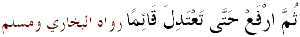 ثُمَّ ارْفَعْ حَتَّى تَعْتَدِلَ قَائِمًا رواه البخاري ومسلم